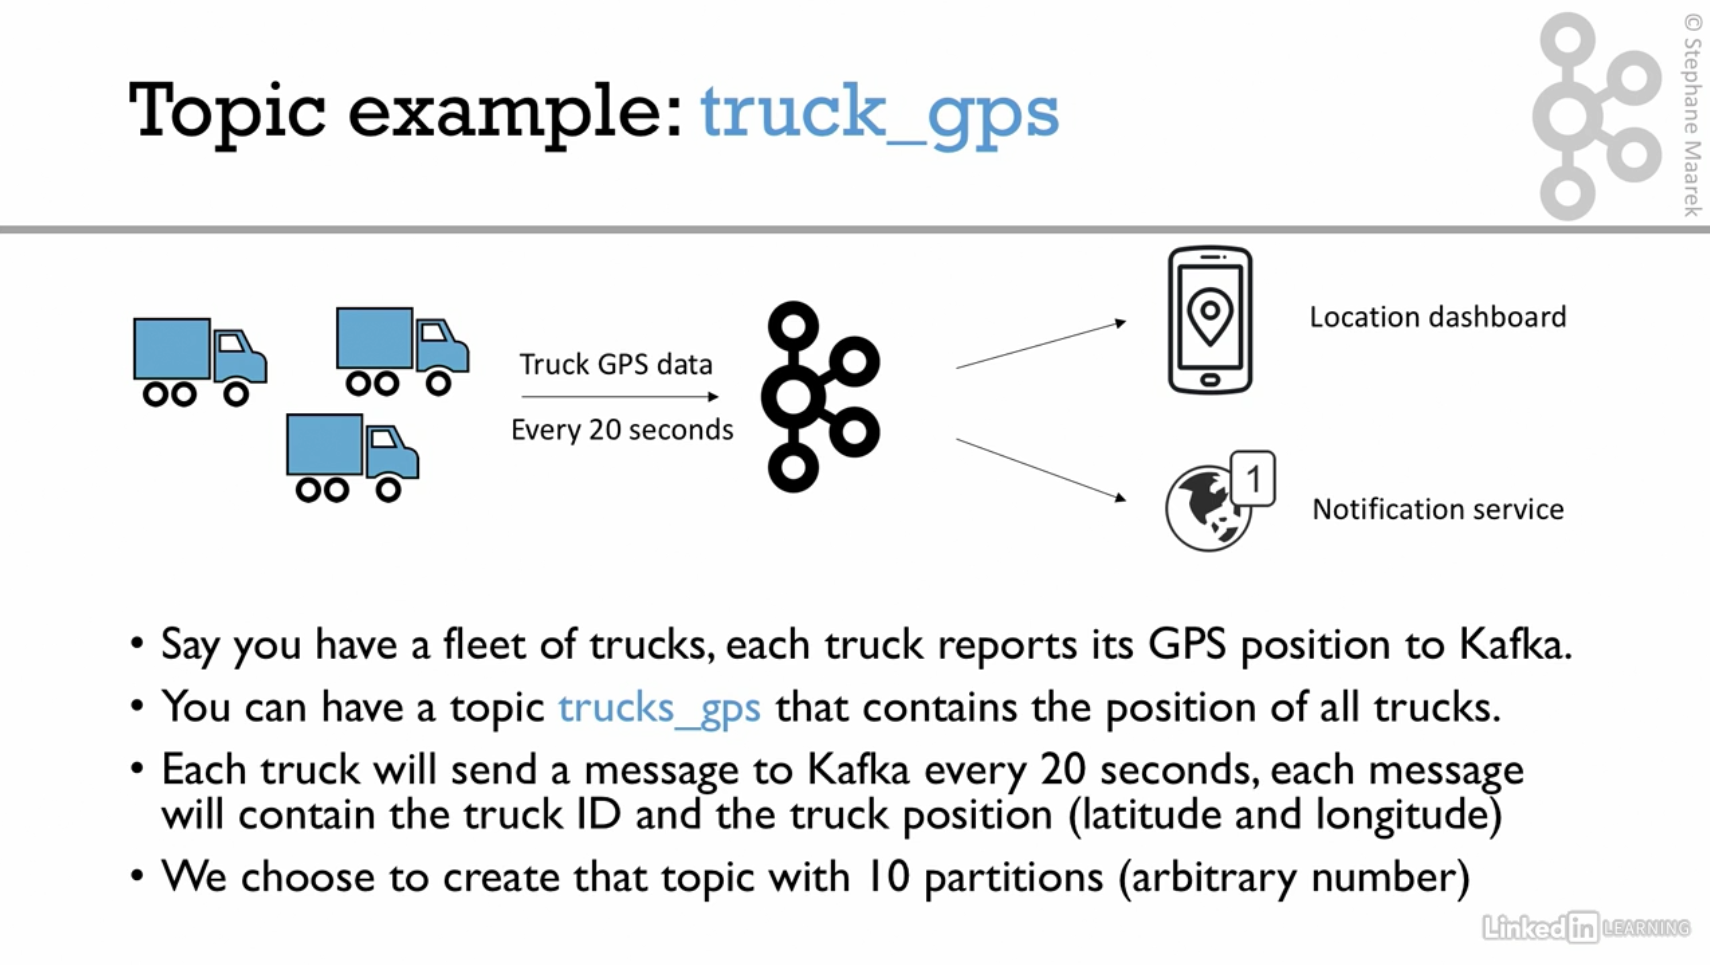 Topic example: truck_gps
© Stephane Maarek
Truck GPS data
Every 20 seconds
Location dashboard
1
Notification service
• Say you have a fleet of trucks, each truck reports its GPS position to Kafka.
• You can have a topic trucks_gps that contains the position of all trucks.
• Each truck will send a message to Kafka every 20 seconds, each message
will contain the truck ID and the truck position (latitude and longitude)
• We choose to create that topic with 10 partitions (arbitrary number)
Linked in LEARNING